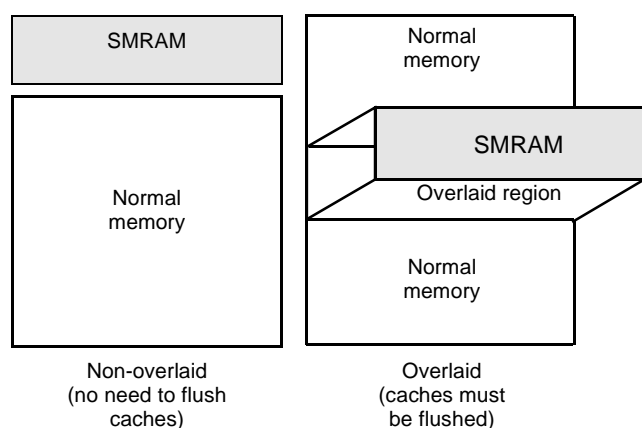 SMRAM
Normal
memory
Non-overlaid
(no need to flush
caches)
Normal
memory
SMRAM
Overlaid region
Normal
memory
Overlaid
(caches must
be flushed)